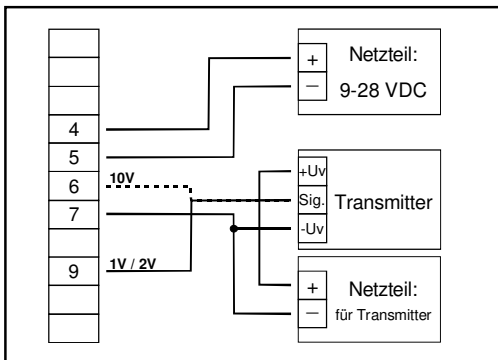 4
5
6
7
9
10V
1V / 2V
+
−
Netzteil:
9-28 VDC
+Uv
Sig.
-Uv
Transmitter
+
−
Netzteil:
für Transmitter